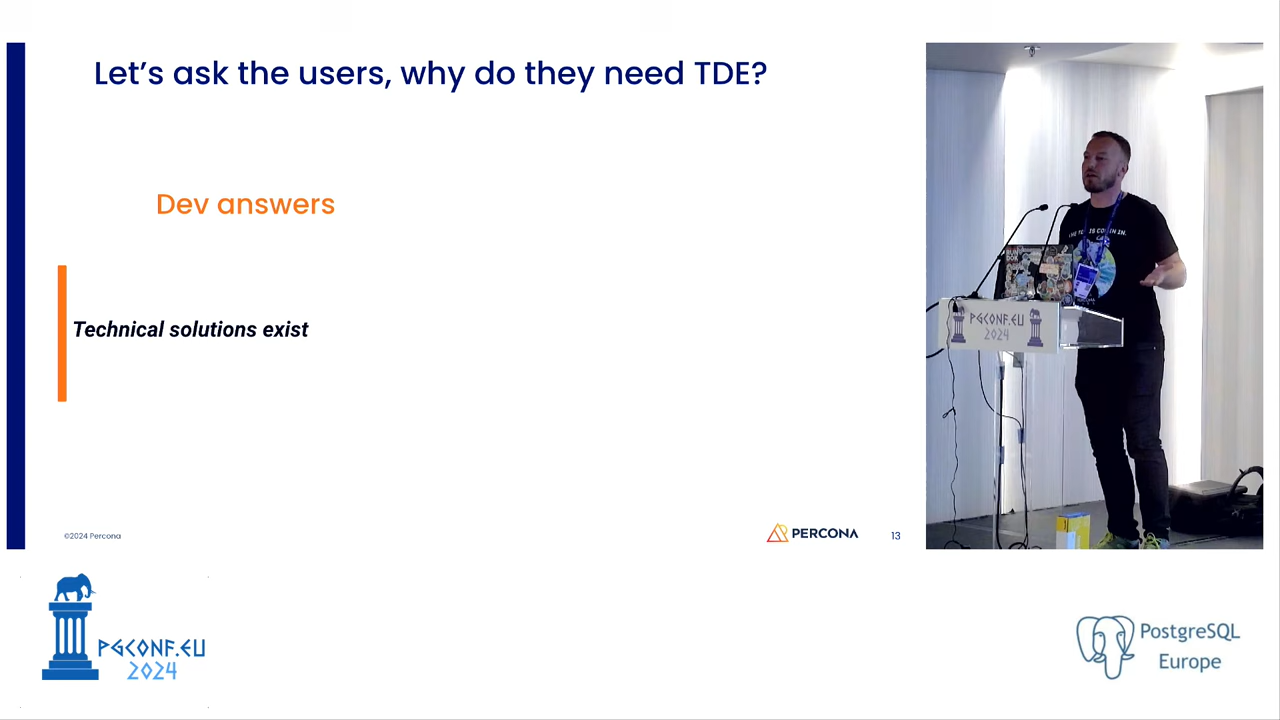 Let's ask the users, why do they need TDE?
Dev answers
Technical solutions exist
©2024 Percona
PERCONA
13
PGCONF.EU
2024
PGCONF.EU
2024
PostgreSQL
Europe